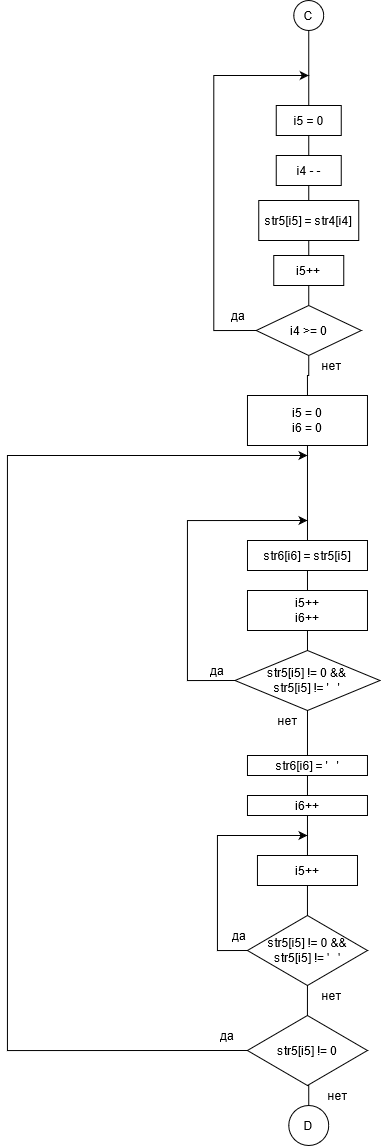 C
i5 = 0
i4 - -
str5[i5] = str4[i4]
i5++
да
i4 >= 0
нет
i5 = 0
i6 = 0
str6[i6] = str5[i5]
i5++
i6++
да
str5[i5] != 0 &&
str5[i5] != '  '
нет
str6[i6] = '  '
i6++
i5++
да
str5[i5] != 0 &&
str5[i5] != '  '
нет
да
str5[i5] != 0
нет
D